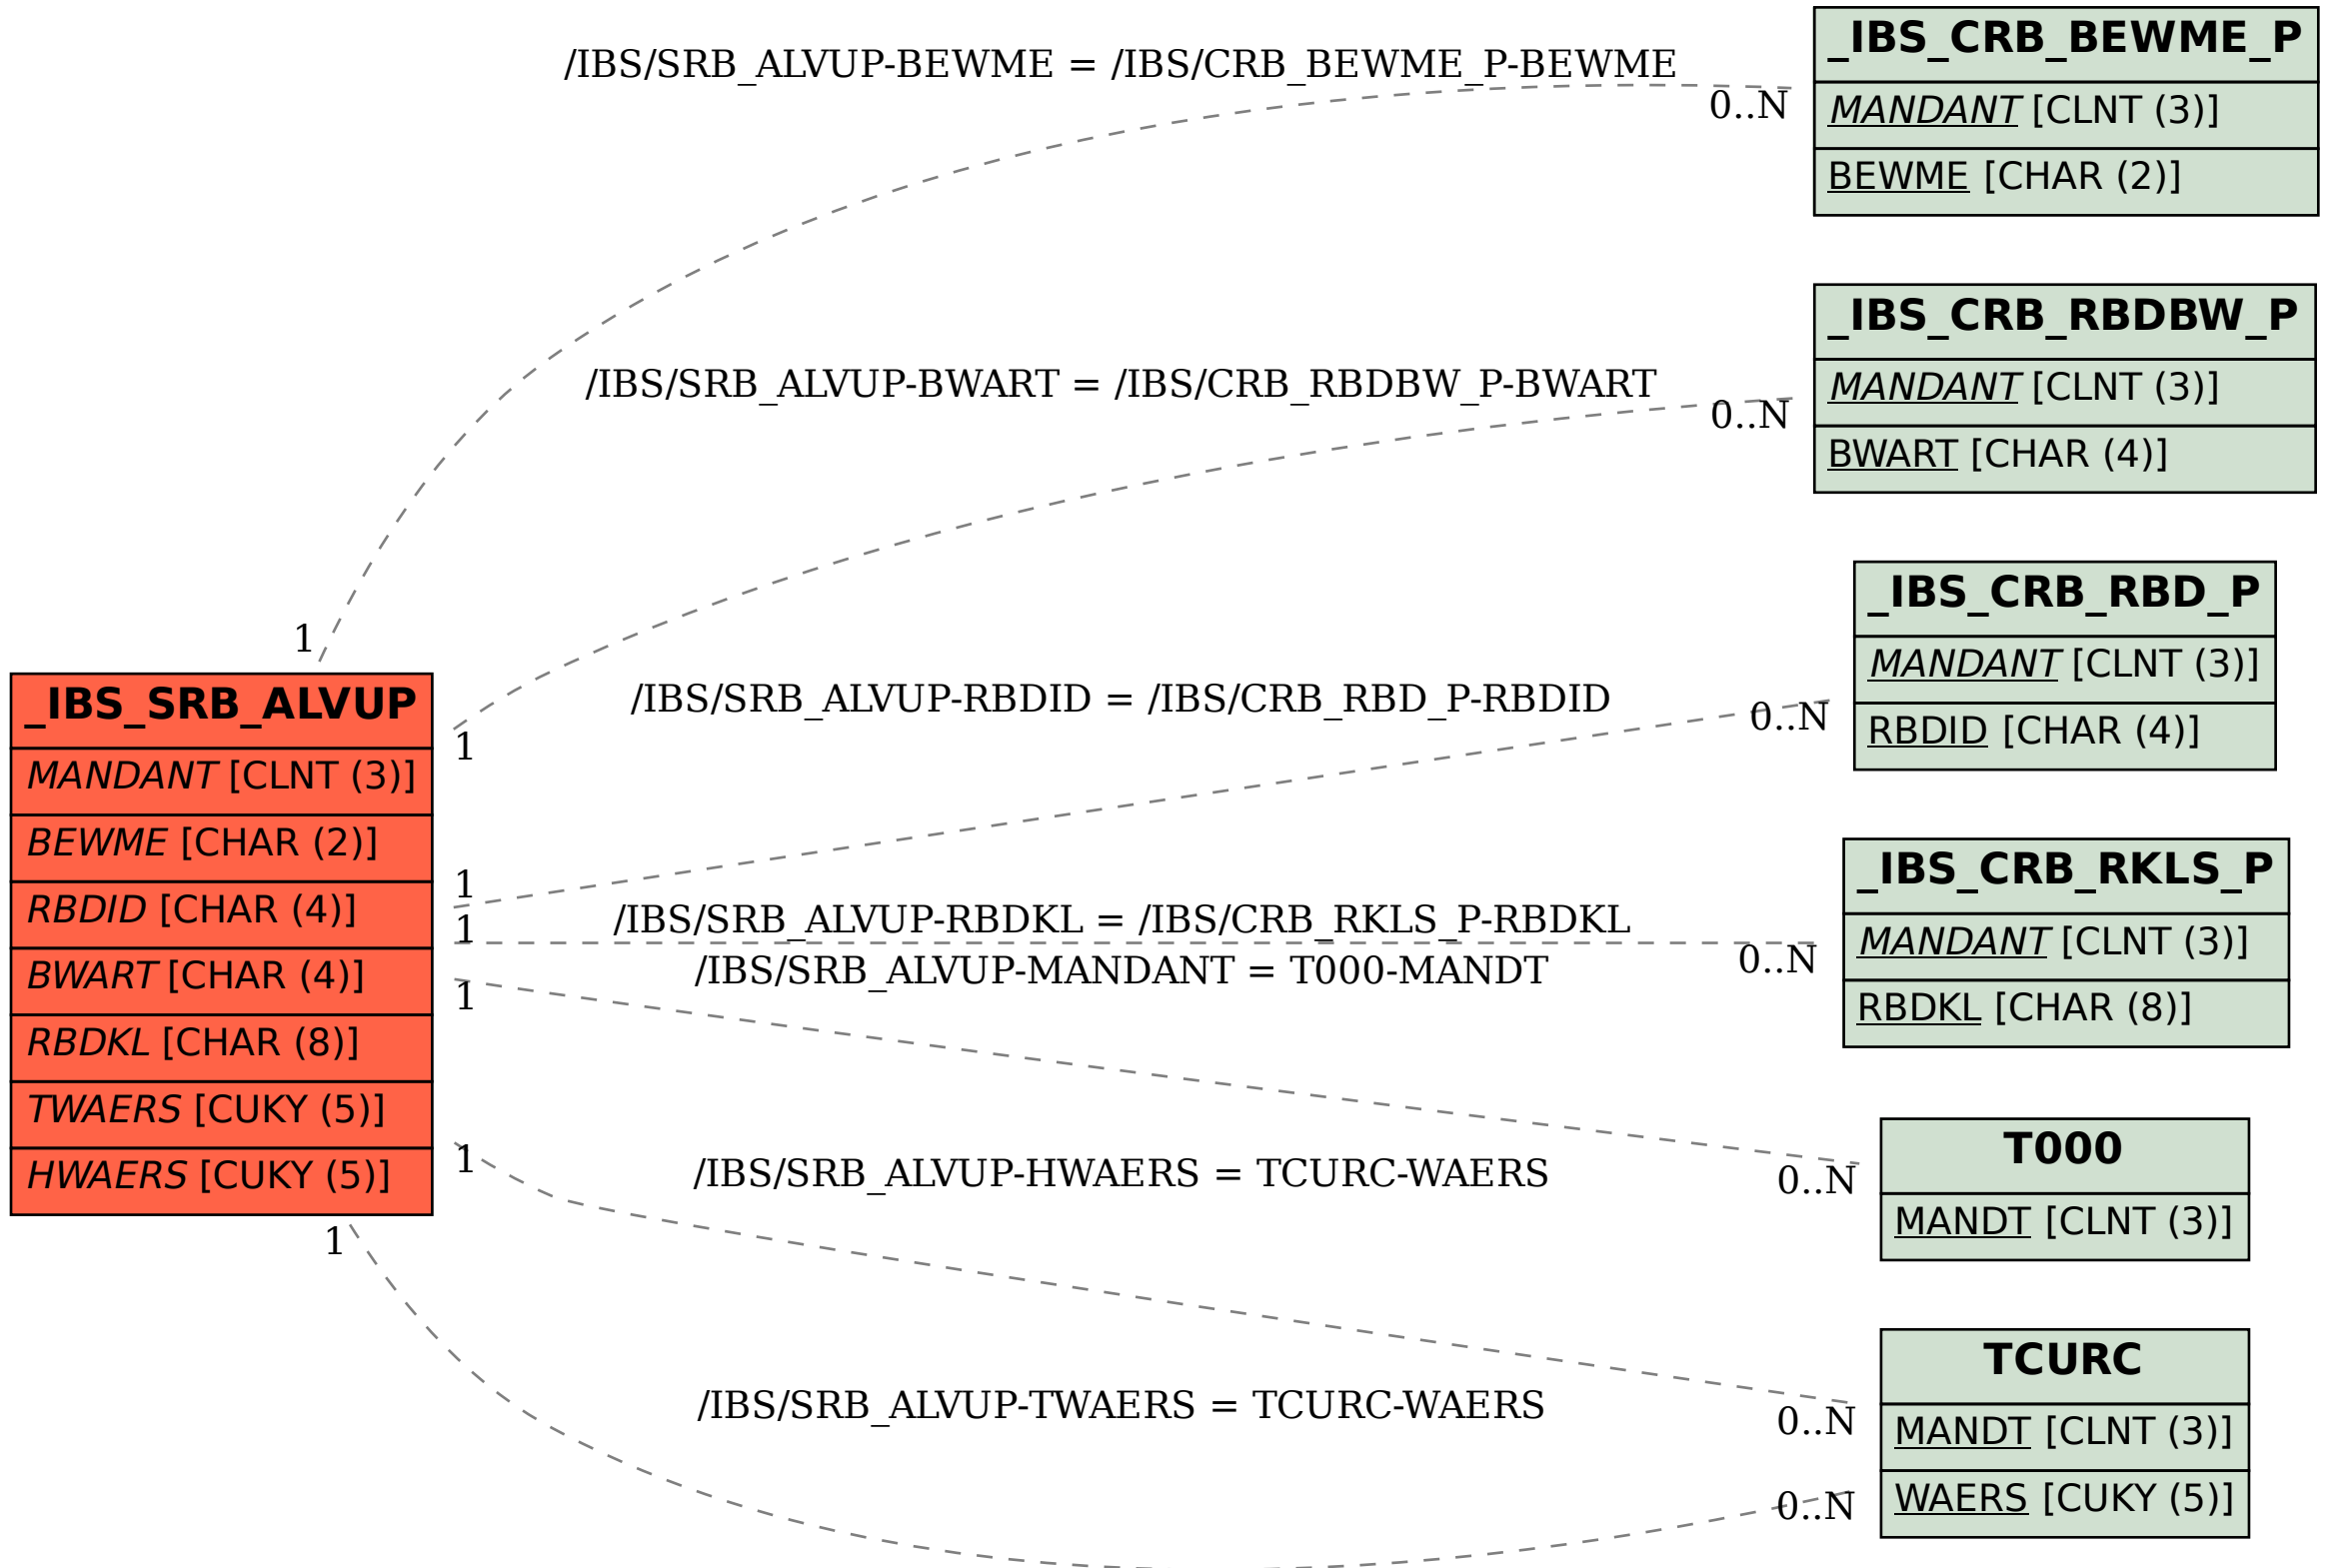 /IBS/SRB_ALVUP-BEWME = /IBS/CRB_BEWME_P-BEWME
0..N
1
_IBS_CRB_BEWME_P
MANDANT [CLNT (3)]
BEWME [CHAR (2)]
/IBS/SRB_ALVUP-BWART = /IBS/CRB_RBDBW_P-BWART
0..N
1
_IBS_CRB_RBDBW_P
MANDANT [CLNT (3)]
BWART [CHAR (4)]
_IBS_SRB_ALVUP
MANDANT [CLNT (3)]
BEWME [CHAR (2)]
RBDID [CHAR (4)]
BWART [CHAR (4)]
RBDKL [CHAR (8)]
TWAERS [CUKY (5)]
HWAERS [CUKY (5)]
/IBS/SRB_ALVUP-RBDID = /IBS/CRB_RBD_P-RBDID
0..N
1
_IBS_CRB_RBD_P
MANDANT [CLNT (3)]
RBDID [CHAR (4)]
/IBS/SRB_ALVUP-RBDKL = /IBS/CRB_RKLS_P-RBDKL
0..N
1
_IBS_CRB_RKLS_P
MANDANT [CLNT (3)]
RBDKL [CHAR (8)]
/IBS/SRB_ALVUP-MANDANT = T000-MANDT
0..N
1
T000
MANDT [CLNT (3)]
/IBS/SRB_ALVUP-HWAERS = TCURC-WAERS
0..N
1
TCURC
MANDT [CLNT (3)]
WAERS [CUKY (5)]
/IBS/SRB_ALVUP-TWAERS = TCURC-WAERS
0..N
1